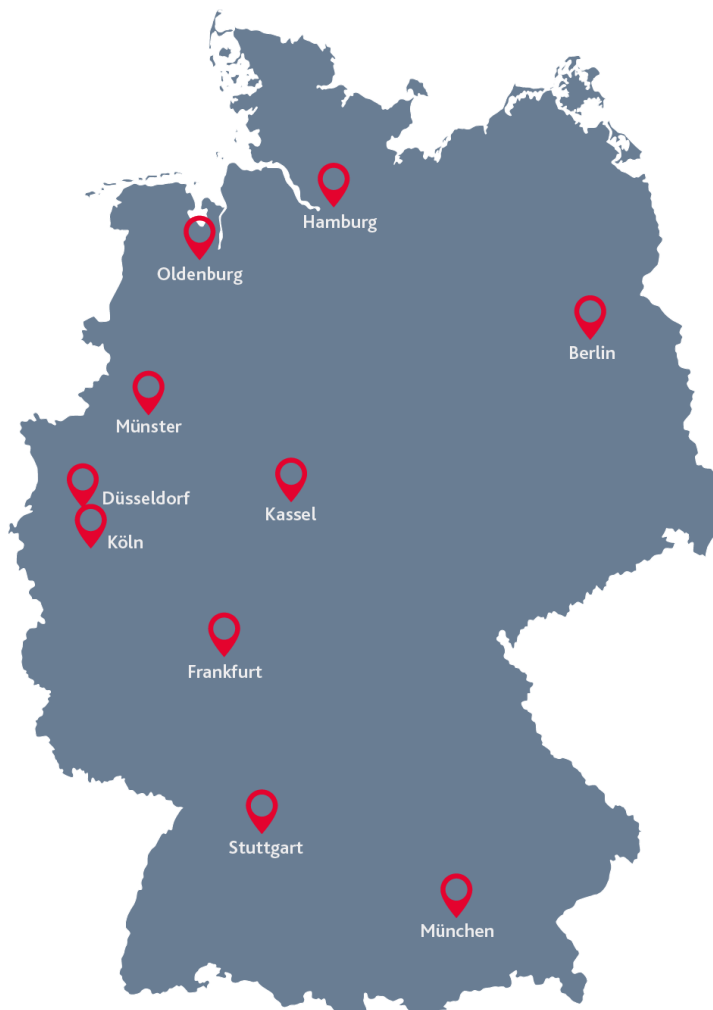 Hamburg
Oldenburg
Berlin
Münster
Düsseldorf
Kassel
Köln
Frankfurt
Stuttgart
München